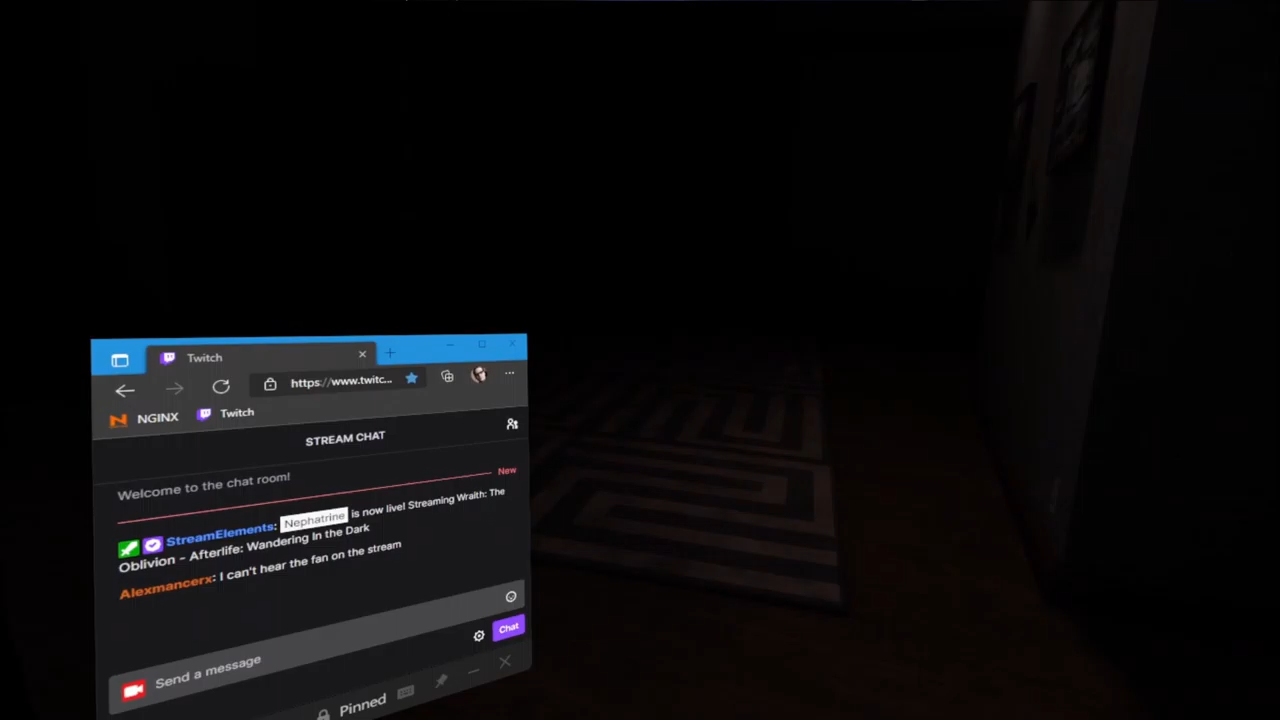 Twitch
https://www.twitc...
NGINX
Twitch
STREAM CHAT
Welcome to the chat room!
New
StreamElements: Nephatrine is now live! Streaming Wraith: The
Oblivion - Afterlife: Wandering In the Dark
Alexmancerx: I can't hear the fan on the stream
Send a message
Chat
Pinned